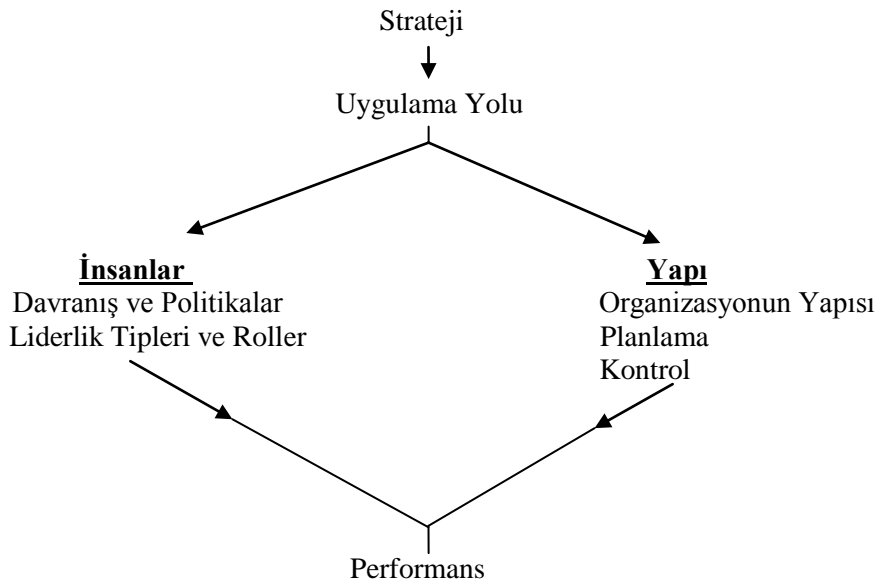 Strateji
Uygulama Yolu
İnsanlar
Davranış ve Politikalar
Liderlik Tipleri ve Roller
Yapı
Organizasyonun Yapısı
Planlama
Kontrol
Performans